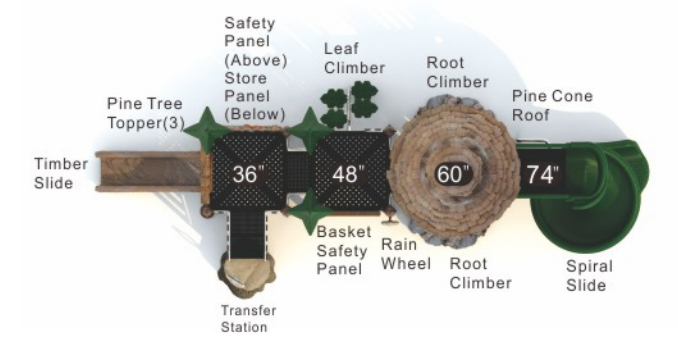 Safety
Panel
(Above)
Store
Panel
(Below)
Leaf
Climber
Root
Climber
Pine Tree
Topper(3)
Pine Cone
Roof
Timber
Slide
36"
48"
60"
74"
Basket
Safety
Panel
Rain
Wheel
Root
Climber
Spiral
Slide
Transfer
Station